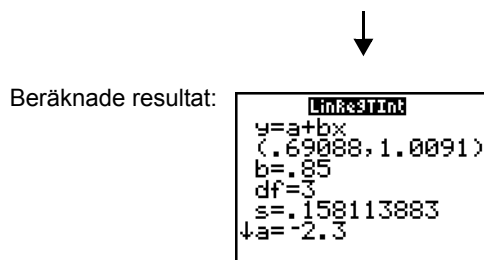 Beräknade resultat:
LinRegTInt
y=a+bx
(.69088,1.0091)
b=.85
df=3
s=.158113883
↓a=-2.3